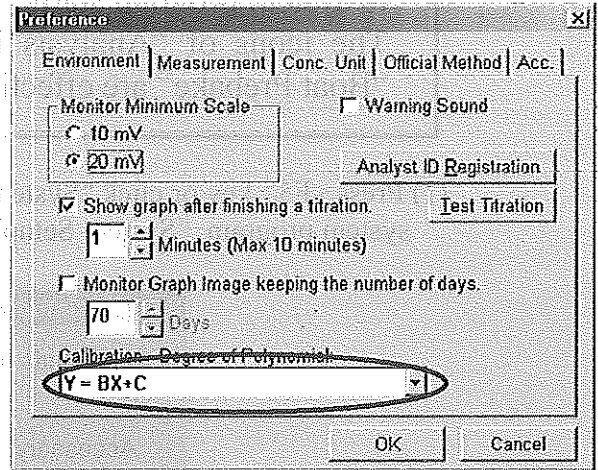 Preference
Environment Measurement Conc. Unit Official Method Acc.
Monitor Minimum Scale
10 mV
20 mV
Warning Sound
Analyst ID Registration
Show graph after finishing a titration.
Test Titration
1 Minutes (Max 10 minutes)
Monitor Graph Image keeping the number of days.
70 Days
Calibration - Degree of Polynomial:
Y = BX+C
OK Cancel